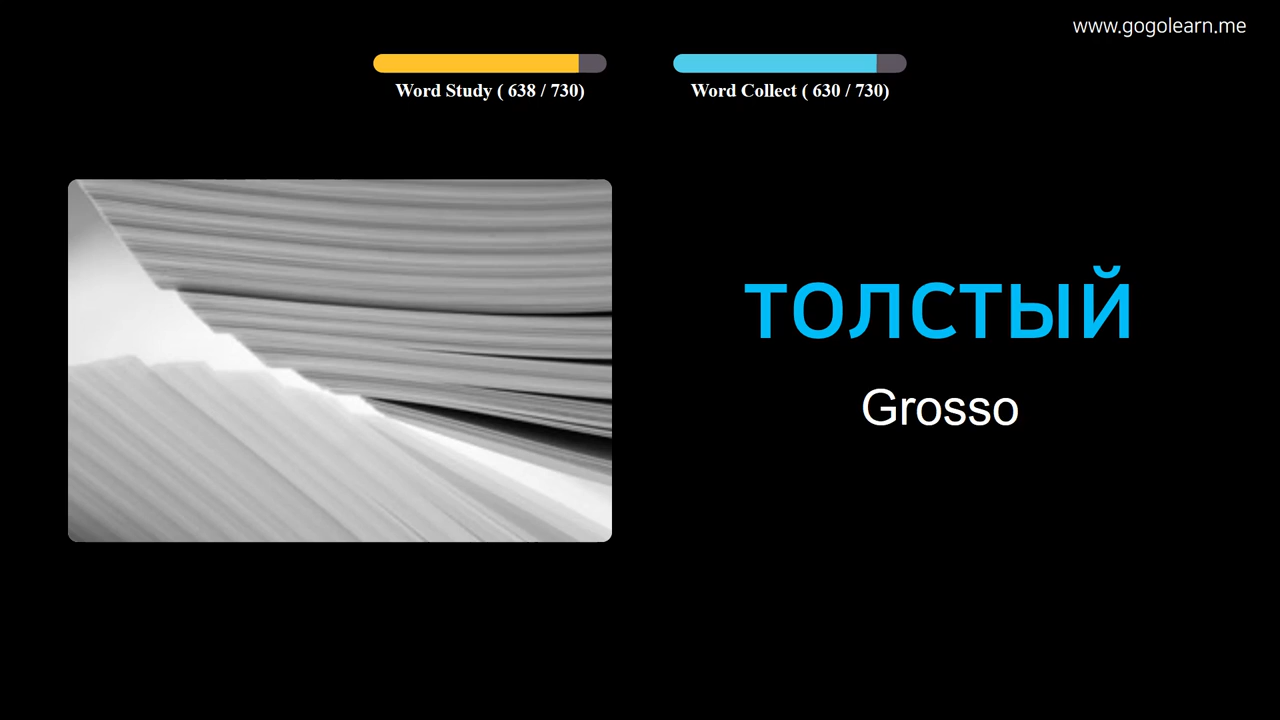 www.gogolearn.me
Word Study ( 638 / 730)
Word Collect ( 630 / 730)
толстый
Grosso